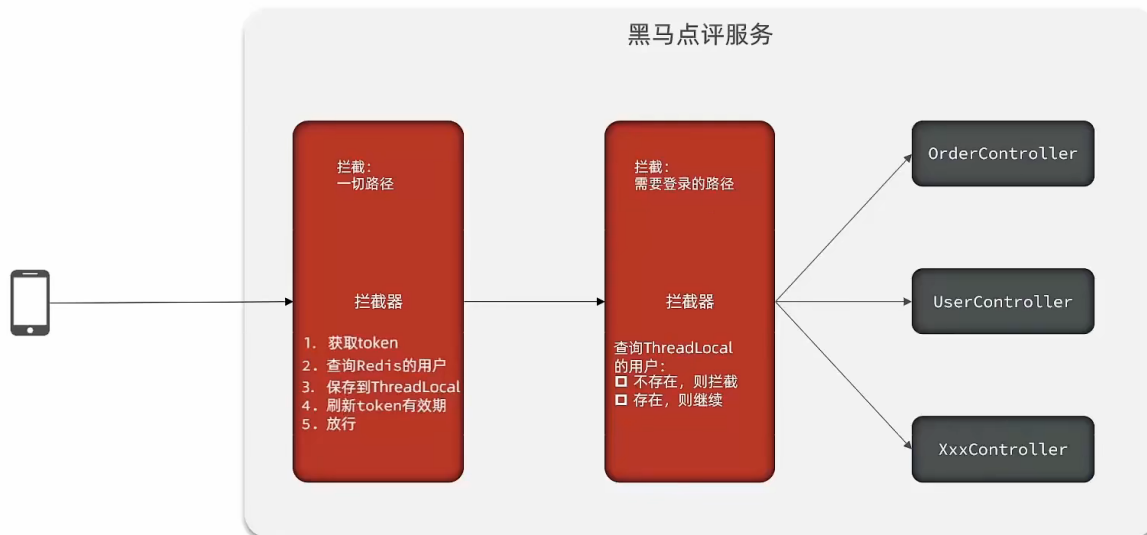 黑马点评服务
拦截：
一切路径
拦截器
1. 获取token
2. 查询Redis的用户
3. 保存到ThreadLocal
4. 刷新token有效期
5. 放行
拦截：
需要登录的路径
拦截器
查询ThreadLocal
的用户：
不存在，则拦截
存在，则继续
OrderController
UserController
XxxController